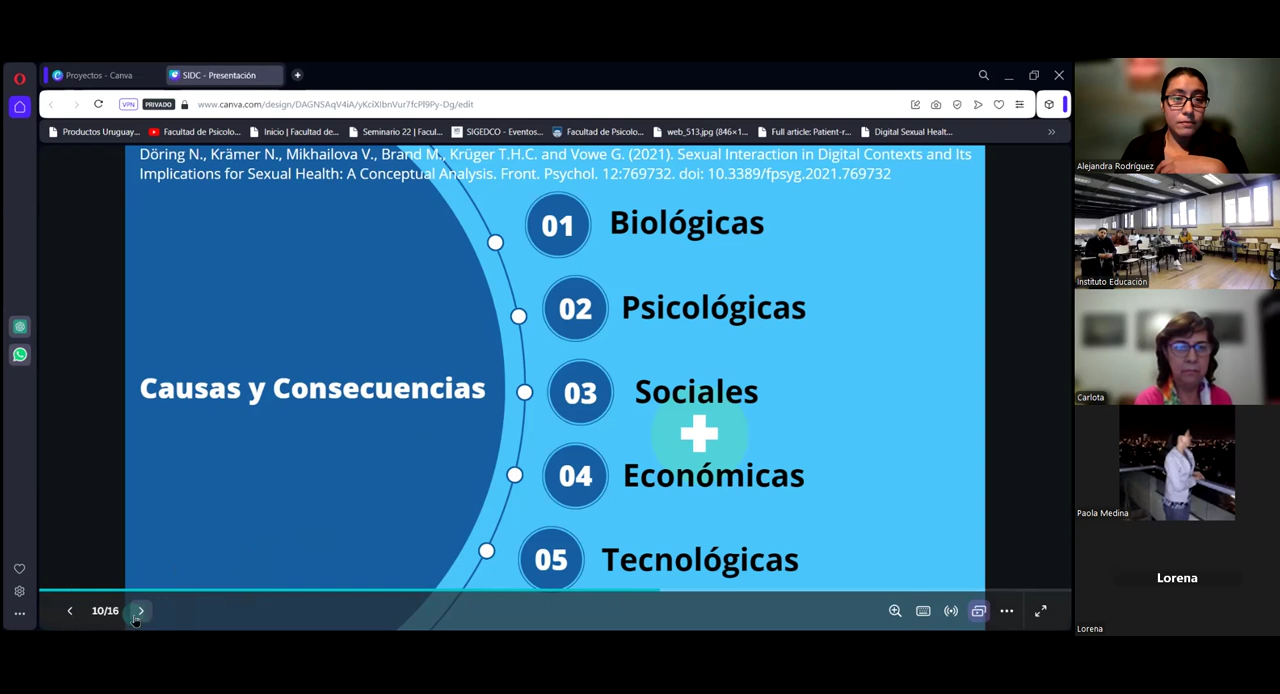 Proyectos - Canva
SIDC - Presentación
VPN
PRIVADO
www.canva.com/design/DAGNSAqV4iA/yKciXIbnVur7fcPl9Py-Dg/edit
Productos Uruguay...
Facultad de Psicolo...
Inicio | Facultad de...
Seminario 22 | Facul...
SIGEDCO - Eventos...
Facultad de Psicolo...
web_513.jpg (846×1...
Full article: Patient-r...
Digital Sexual Healt...
Döring N., Krämer N., Mikhailova V., Brand M., Krüger T.H.C. and Vowe G. (2021). Sexual Interaction in Digital Contexts and Its
Implications for Sexual Health: A Conceptual Analysis. Front. Psychol. 12:769732. doi: 10.3389/fpsyg.2021.769732
Causas y Consecuencias
01 Biológicas
02 Psicológicas
03 Sociales
04 Económicas
05 Tecnológicas
10/16
Alejandra Rodríguez
Instituto Educación
Carlota
Paola Medina
Lorena
Lorena